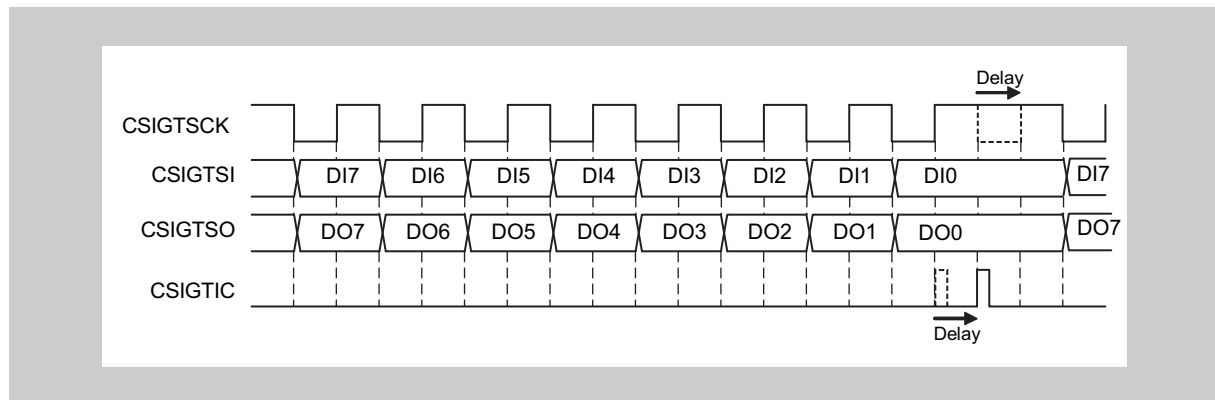 Delay
CSIGTSCK
CSIGTSI DI7 DI6 DI5 DI4 DI3 DI2 DI1 DI0 DI7
CSIGTSO DO7 DO6 DO5 DO4 DO3 DO2 DO1 DO0 DO7
CSIGTIC
Delay